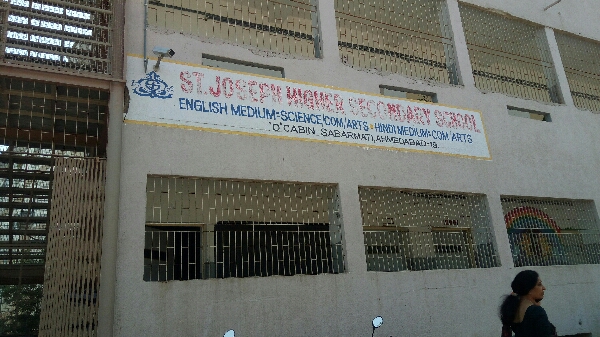 ST. JOSEPH HIGHER SECONDARY SCHOOL
ENGLISH MEDIUM=SCIENCE/COM/ARTS = HINDI MEDIUM=COM/ARTS
'D' CABIN, SABARMATI, AHMEDABAD-19.